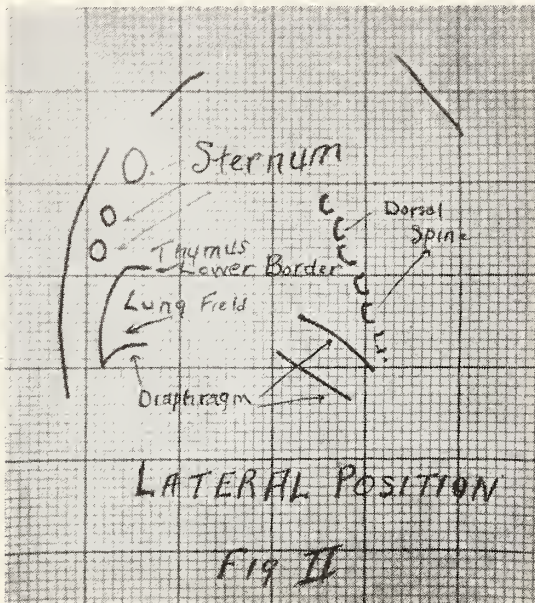 Sternum
Dorsal
Spine
Thymus
Lower Border
Lung Field
Diaphragm
LATERAL POSITION
Fig II